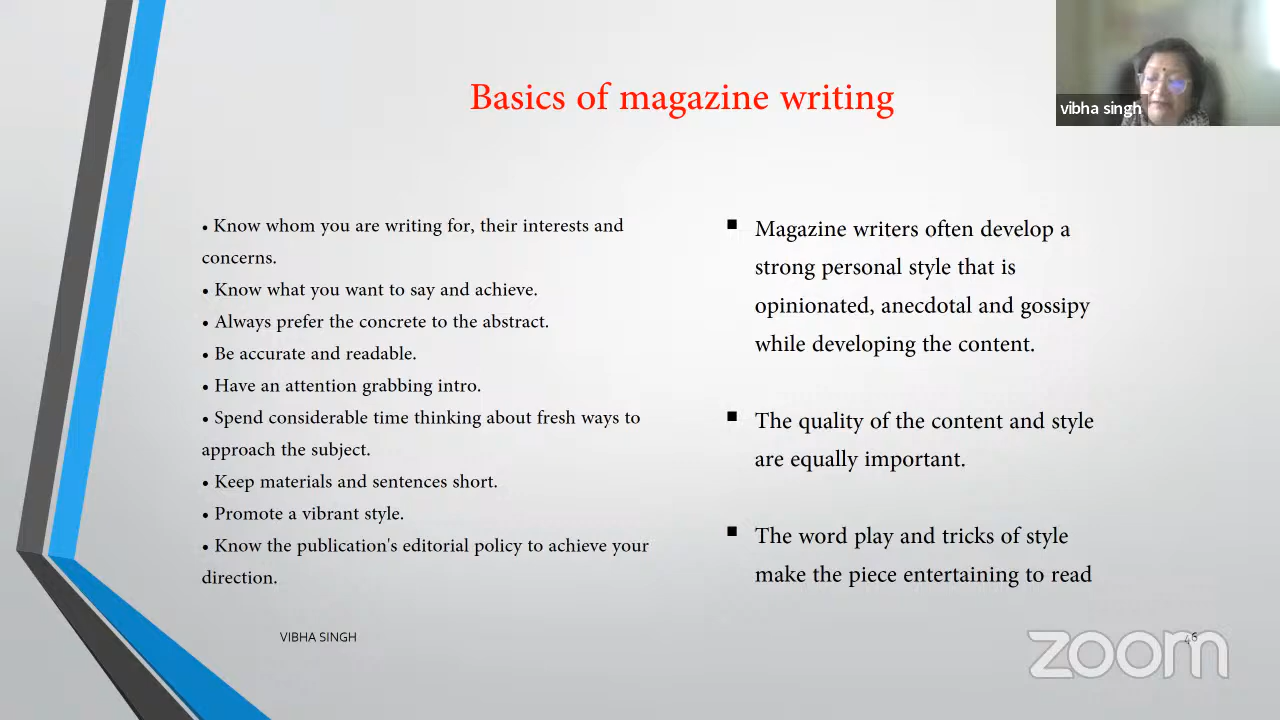 Basics of magazine writing
vibha singh
• Know whom you are writing for, their interests and
concerns.
• Know what you want to say and achieve.
• Always prefer the concrete to the abstract.
• Be accurate and readable.
• Have an attention grabbing intro.
• Spend considerable time thinking about fresh ways to
approach the subject.
• Keep materials and sentences short.
• Promote a vibrant style.
• Know the publication's editorial policy to achieve your
direction.
▪ Magazine writers often develop a
strong personal style that is
opinionated, anecdotal and gossipy
while developing the content.
▪ The quality of the content and style
are equally important.
▪ The word play and tricks of style
make the piece entertaining to read
VIBHA SINGH
46
zoom